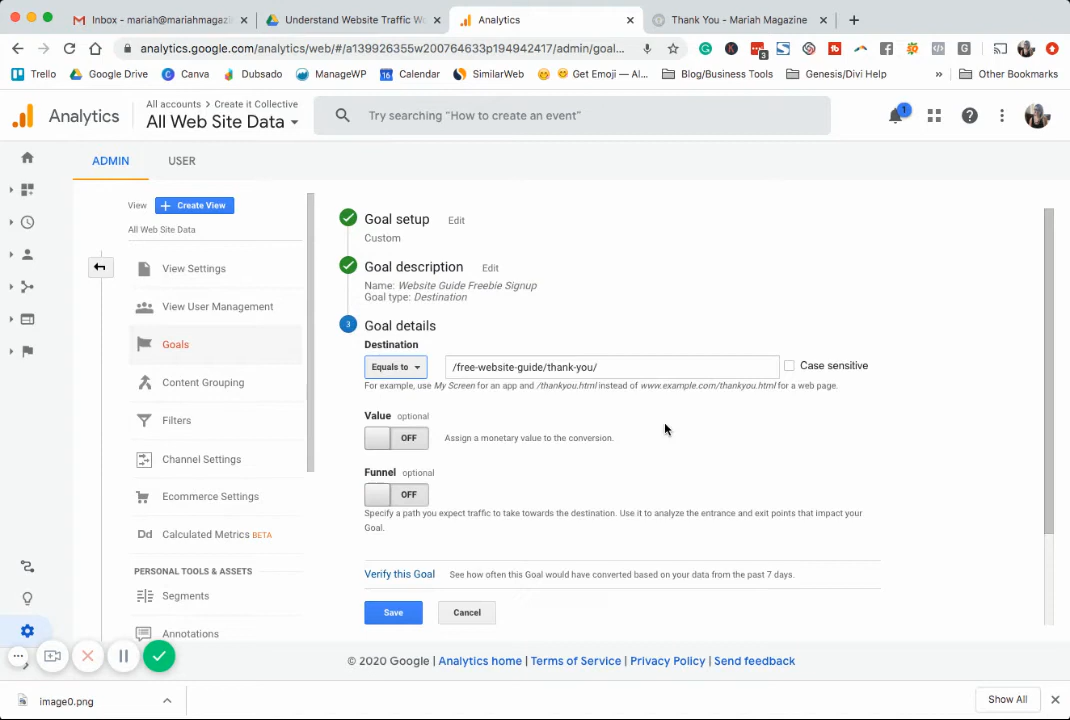 Inbox - mariah@mariahmagazi
Understand Website Traffic W
Analytics
Thank You - Mariah Magazine
analytics.google.com/analytics/web/#/a139926355w200764633p194942417/admin/goal...
3
Trello
Google Drive
Canva
Dubsado
ManageWP
16
Calendar
SimilarWeb
Get Emoji — Al...
Blog/Business Tools
Genesis/Divi Help
»
Other Bookmarks
Analytics
All accounts > Create it Collective
All Web Site Data
Try searching "How to create an event"
1
ADMIN
USER
View
+ Create View
All Web Site Data
View Settings
View User Management
Goals
Content Grouping
Filters
Channel Settings
Ecommerce Settings
Dd Calculated Metrics BETA
PERSONAL TOOLS & ASSETS
Segments
Annotations
Goal setup Edit
Custom
Goal description Edit
Name: Website Guide Freebie Signup
Goal type: Destination
3 Goal details
Destination
Equals to
/free-website-guide/thank-you/
Case sensitive
For example, use My Screen for an app and /thankyou.html instead of www.example.com/thankyou.html for a web page.
Value optional
OFF
Assign a monetary value to the conversion.
Funnel optional
OFF
Specify a path you expect traffic to take towards the destination. Use it to analyze the entrance and exit points that impact your
Goal.
Verify this Goal See how often this Goal would have converted based on your data from the past 7 days.
Save
Cancel
© 2020 Google | Analytics home | Terms of Service | Privacy Policy | Send feedback
image0.png
Show All